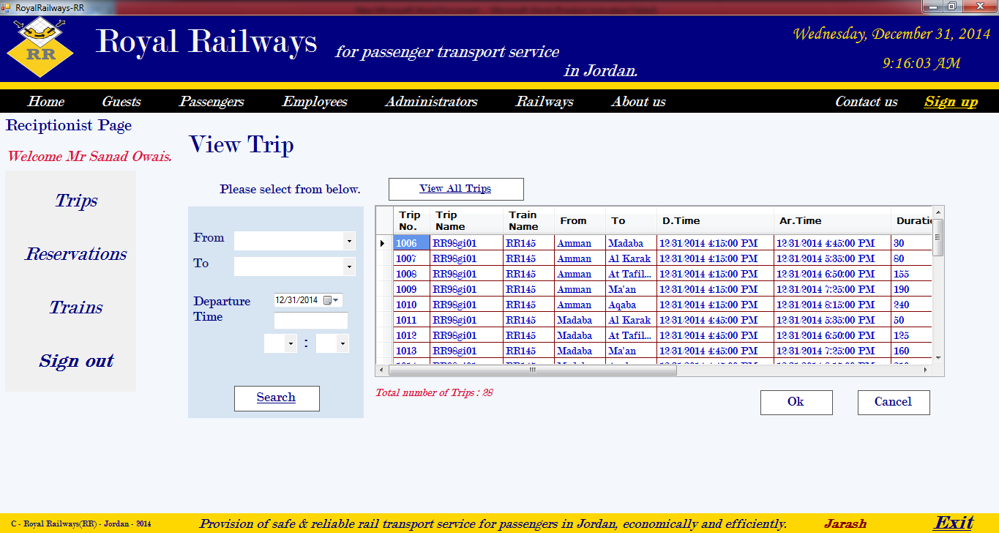 RoyalRailways-RR
RR
Royal Railways
for passenger transport service
in Jordan.
Wednesday, December 31, 2014
9:16:03 AM
Home Guests Passengers Employees Administrators Railways About us Contact us Sign up
Reciptionist Page
Welcome Mr Sanad Owais.
Trips
Reservations
Trains
Sign out
View Trip
Please select from below.
View All Trips
From
To
Departure
Time
12/31/2014
:
Search
Trip No. Trip Name Train Name From To D.Time Ar.Time Duratio
1006 RR98gi01 RR145 Amman Madaba 12/31/2014 4:15:00 PM 12/31/2014 4:45:00 PM 30
1007 RR98gi01 RR145 Amman Al Karak 12/31/2014 4:15:00 PM 12/31/2014 5:35:00 PM 80
1008 RR98gi01 RR145 Amman At Tafil... 12/31/2014 4:15:00 PM 12/31/2014 6:50:00 PM 155
1009 RR98gi01 RR145 Amman Ma'an 12/31/2014 4:15:00 PM 12/31/2014 7:25:00 PM 190
1010 RR98gi01 RR145 Amman Aqaba 12/31/2014 4:15:00 PM 12/31/2014 8:15:00 PM 240
1011 RR98gi01 RR145 Madaba Al Karak 12/31/2014 4:45:00 PM 12/31/2014 5:35:00 PM 50
1012 RR98gi01 RR145 Madaba At Tafil... 12/31/2014 4:45:00 PM 12/31/2014 6:50:00 PM 125
1013 RR98gi01 RR145 Madaba Ma'an 12/31/2014 4:45:00 PM 12/31/2014 7:25:00 PM 160
Total number of Trips : 28
Ok
Cancel
C - Royal Railways(RR) - Jordan - 2014
Provision of safe & reliable rail transport service for passengers in Jordan, economically and efficiently.
Jarash
Exit